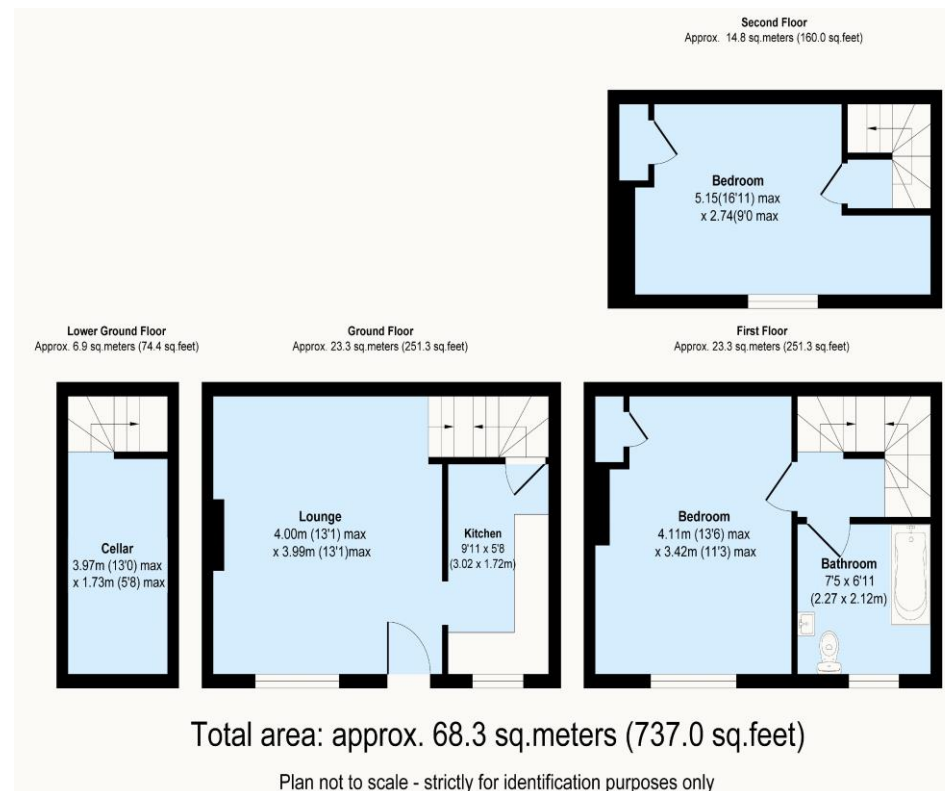 Second Floor
Approx. 14.8 sq.meters (160.0 sq.feet)
Bedroom
5.15(16'11) max
x 2.74(9'0 max
Lower Ground Floor
Approx. 6.9 sq.meters (74.4 sq.feet)
Cellar
3.97m (13'0) max
x 1.73m (5'8) max
Ground Floor
Approx. 23.3 sq.meters (251.3 sq.feet)
Lounge
4.00m (13'1) max
x 3.99m (13'1)max
Kitchen
9'11 x 5'8
(3.02 x 1.72m)
First Floor
Approx. 23.3 sq.meters (251.3 sq.feet)
Bedroom
4.11m (13'6) max
x 3.42m (11'3) max
Bathroom
7'5 x 6'11
(2.27 x 2.12m)
Total area: approx. 68.3 sq.meters (737.0 sq.feet)
Plan not to scale - strictly for identification purposes only